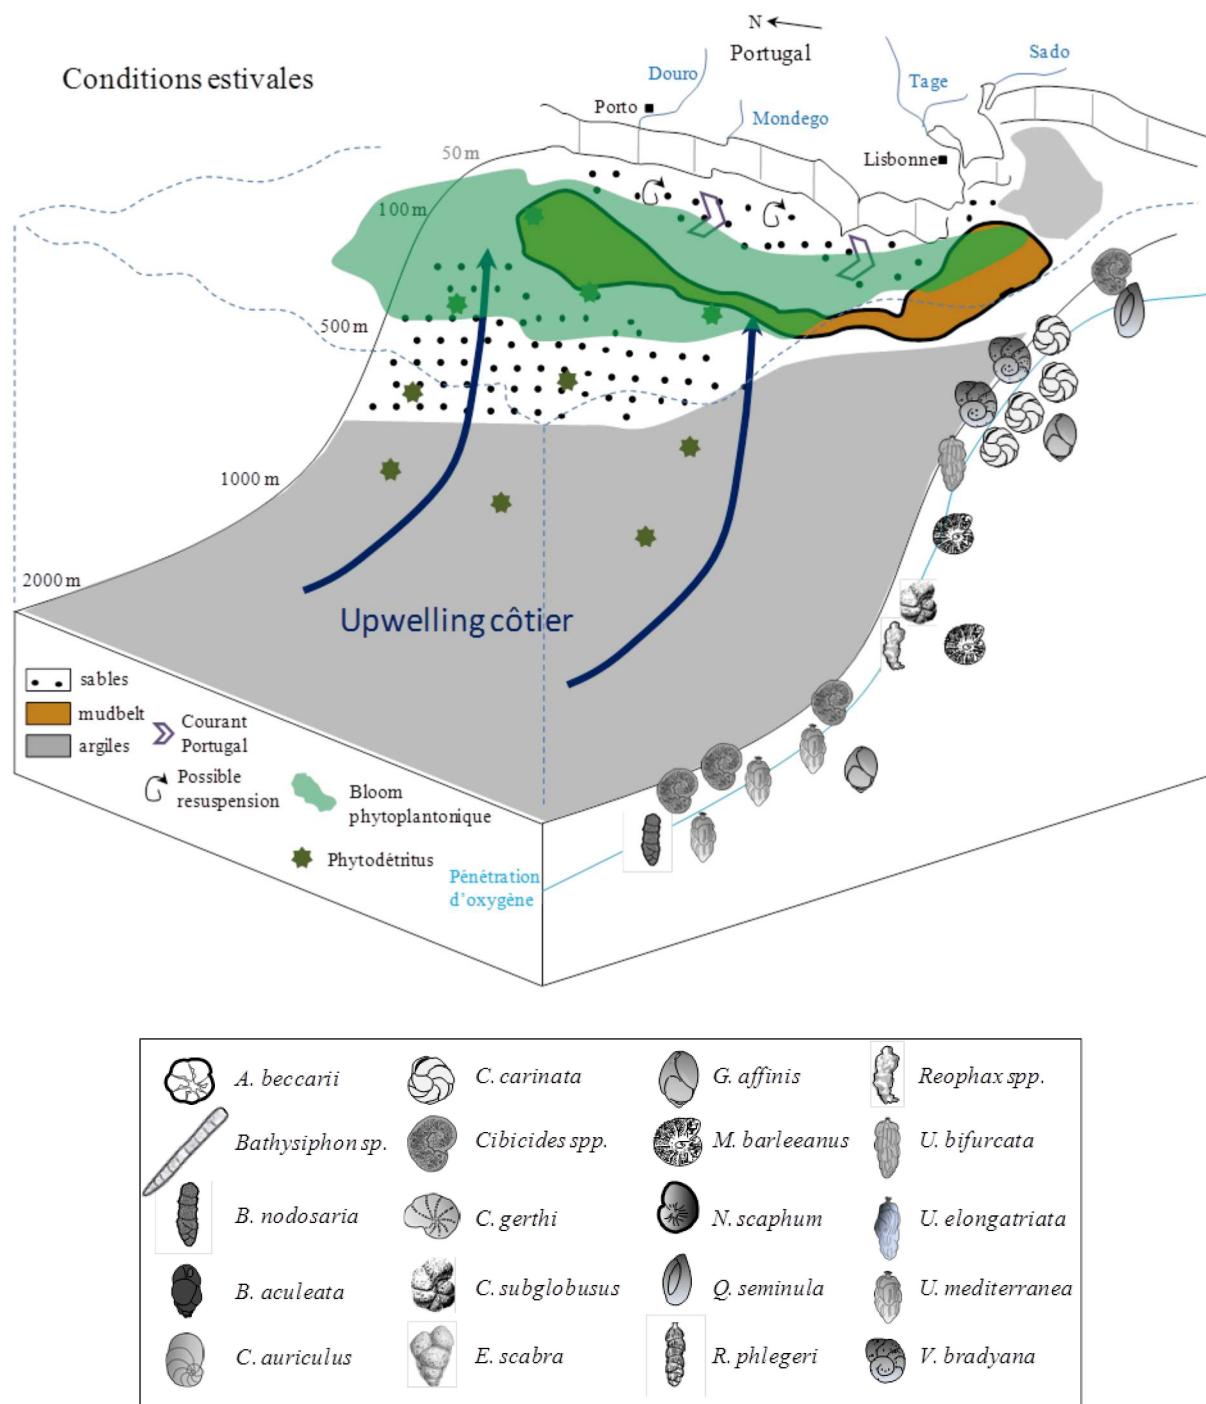 N
Portugal
Conditions estivales
Douro
Sado
Tage
Porto
Mondego
Lisbonne
50 m
100 m
500 m
1000 m
2000 m
Upwelling côtier
sables
mudbelt
argiles
Courant
Portugal
Possible
resuspension
Bloom
phytoplantonique
Phytodétritus
Pénétration
d'oxygène
A. beccarii
C. carinata
G. affinis
Reophax spp.
Bathysiphon sp.
Cibicides spp.
M. barleeanus
U. bifurcata
B. nodosaria
C. gerthi
N. scaphum
U. elongatriata
B. aculeata
C. subglobusus
Q. seminula
U. mediterranea
C. auriculus
E. scabra
R. phlegeri
V. bradyana